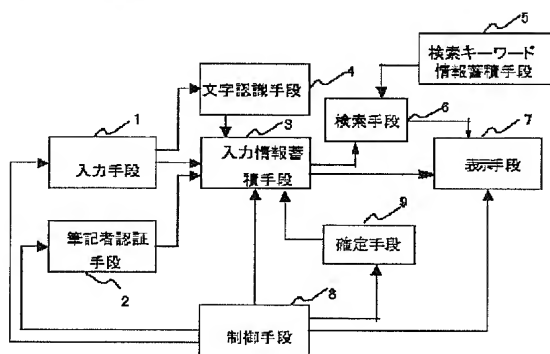 5
検索キーワード
情報蓄積手段
4
文字認識手段
1
入力手段
3
入力情報蓄
積手段
6
検索手段
7
表示手段
筆記者認証
手段
2
9
確定手段
8
制御手段